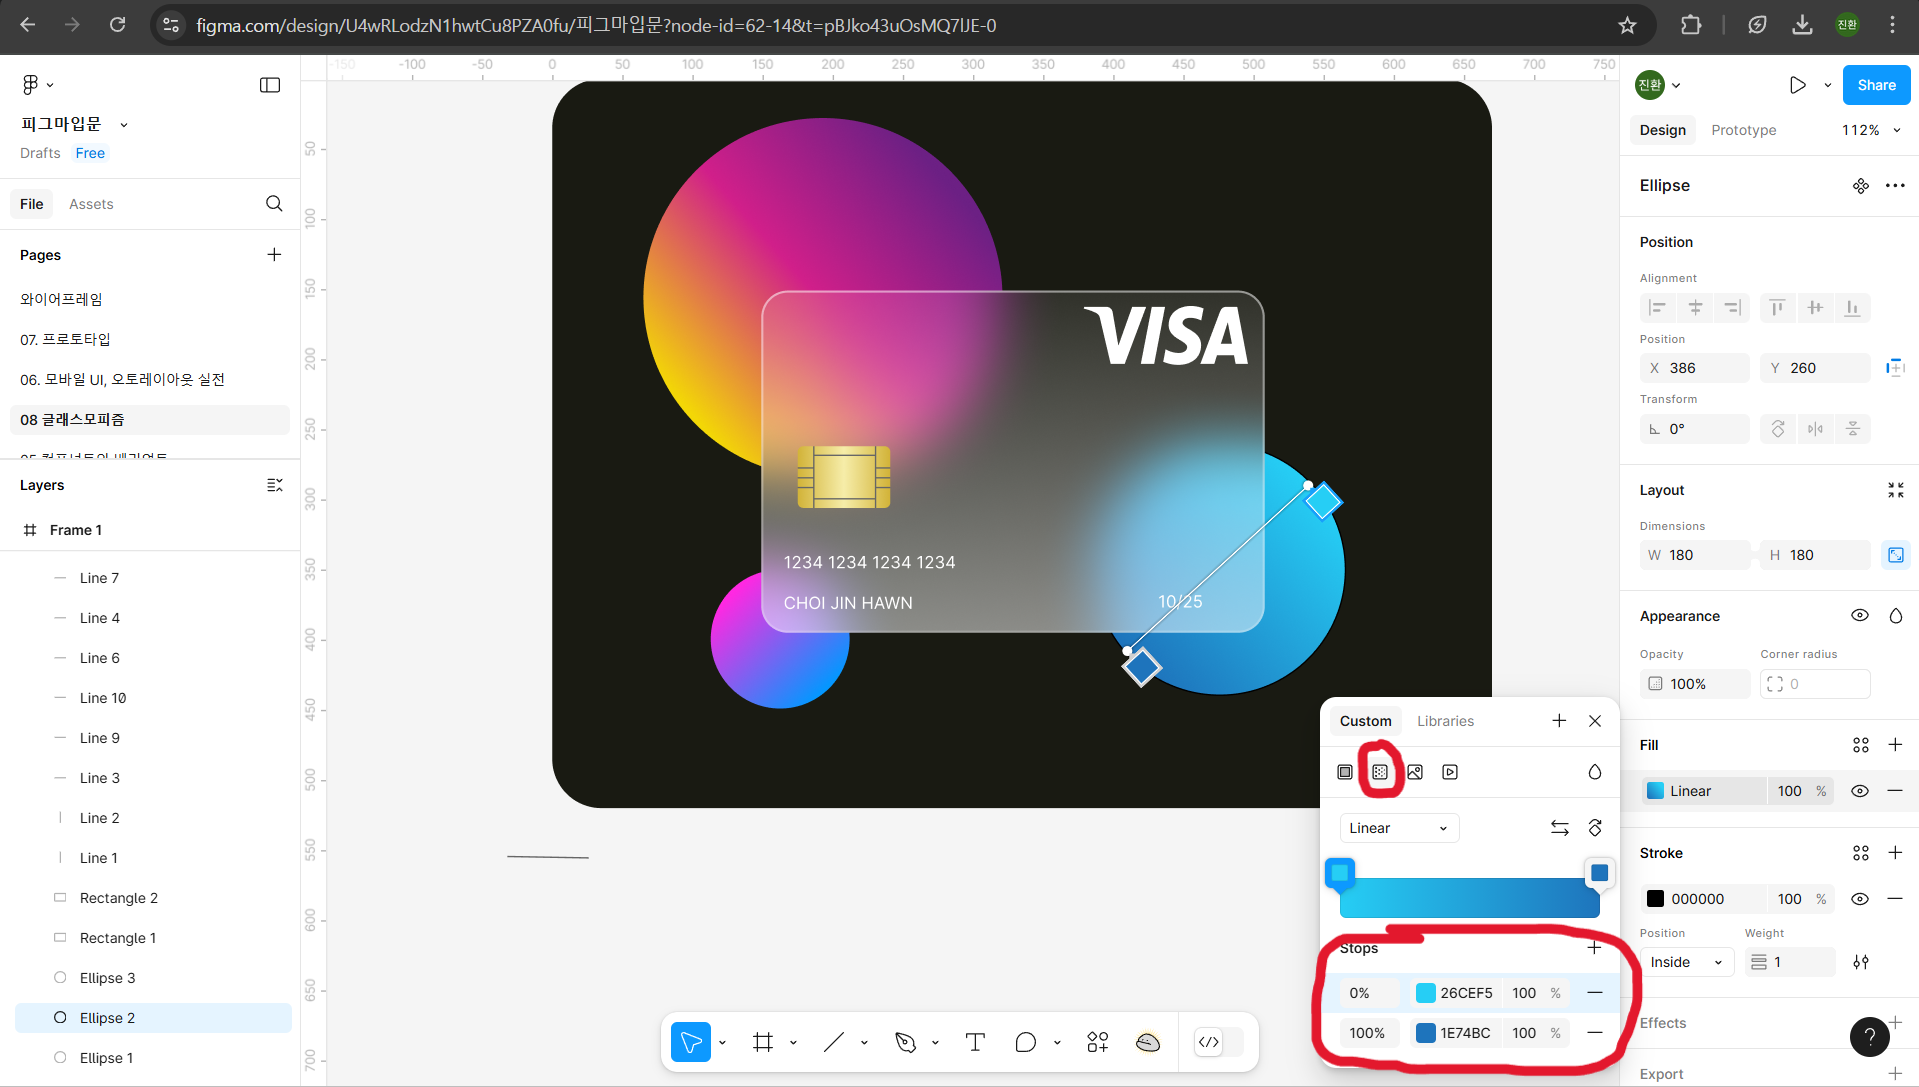 figma.com/design/U4wRLodzN1hwtCu8PZA0fu/피그마입문?node-id=62-14&t=pBJko43uOsMQ7lJE-0
진환
-150 -100 -50 0 50 100 150 200 250 300 350 400 450 500 550 600 650 700 750
50
100
150
200
250
300
350
400
450
500
550
600
650
700
피그마입문
Drafts Free
File Assets
Pages
와이어프레임
07. 프로토타입
06. 모바일 UI, 오토레이아웃 실전
08 글래스모피즘
Layers
Frame 1
Line 7
Line 4
Line 6
Line 10
Line 9
Line 3
Line 2
Line 1
Rectangle 2
Rectangle 1
Ellipse 3
Ellipse 2
Ellipse 1
VISA
1234 1234 1234 1234
CHOI JIN HAWN
10/25
Custom Libraries
Linear
Stops
0% 26CEF5 100 %
100% 1E74BC 100 %
진환
Share
Design Prototype 112%
Ellipse
Position
Alignment
Position
X 386 Y 260
Transform
0°
Layout
Dimensions
W 180 H 180
Appearance
Opacity Corner radius
100% 0
Fill
Linear 100 %
Stroke
000000 100 %
Position Weight
Inside 1
Effects
Export
?